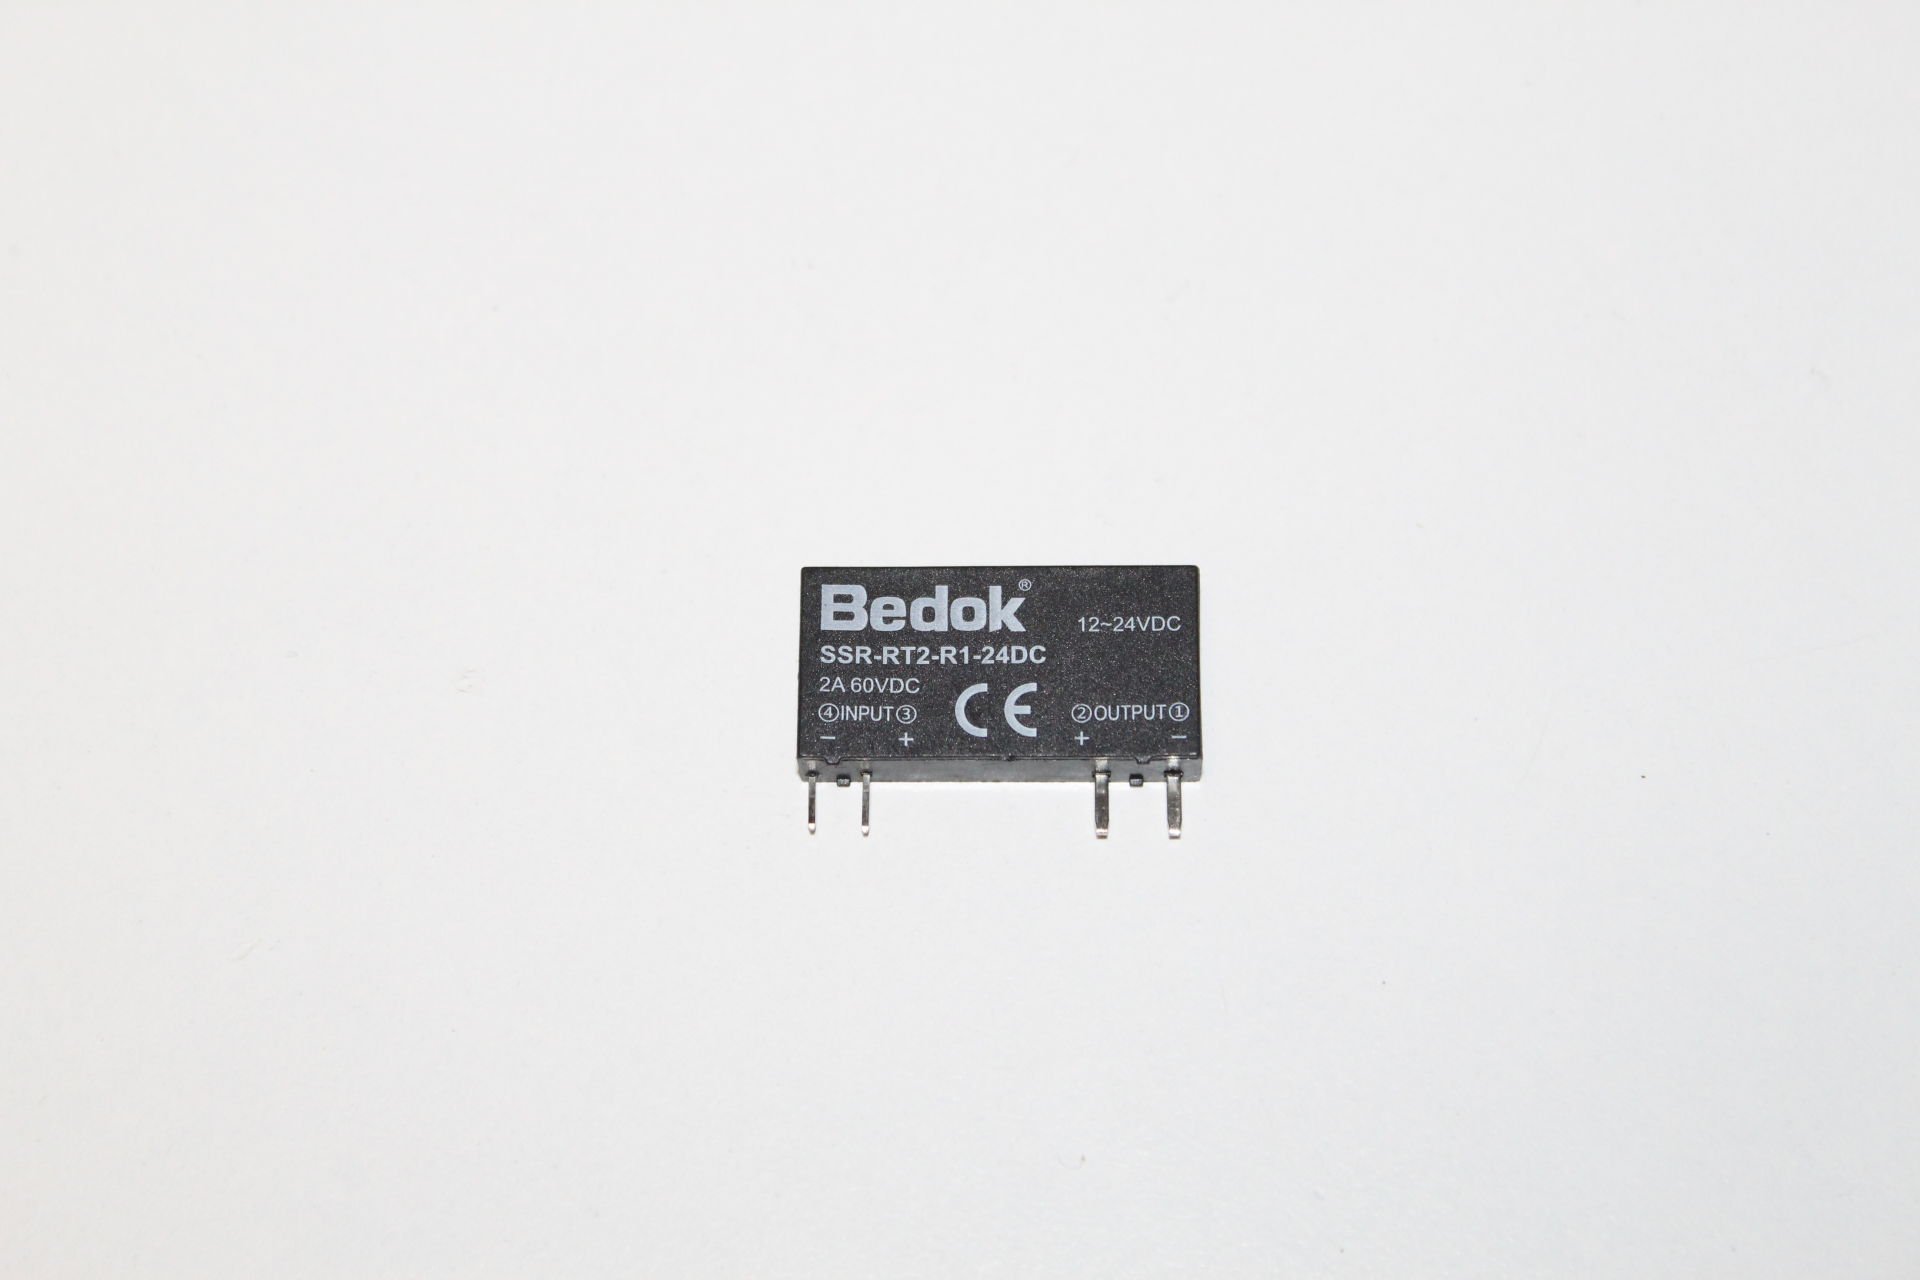 Bedok®
12~24VDC
SSR-RT2-R1-24DC
2A 60VDC
CE
④INPUT③
②OUTPUT①
− +
+ −